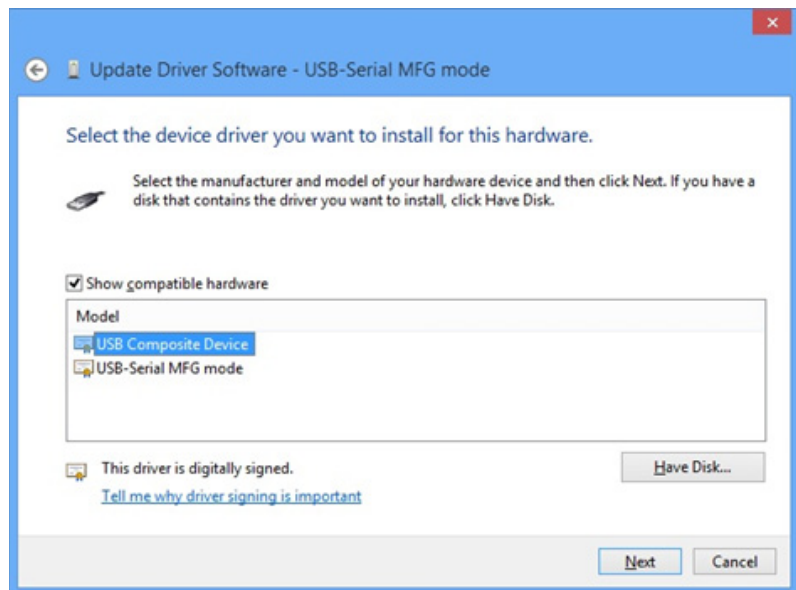 Update Driver Software - USB-Serial MFG mode
Select the device driver you want to install for this hardware.
Select the manufacturer and model of your hardware device and then click Next. If you have a
disk that contains the driver you want to install, click Have Disk.
Show compatible hardware
Model
USB Composite Device
USB-Serial MFG mode
This driver is digitally signed.
Have Disk...
Tell me why driver signing is important
Next
Cancel